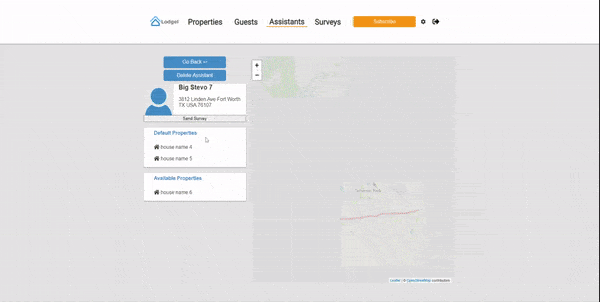 Lodgel
Properties
Guests
Assistants
Surveys
Subscribe
Go Back
Delete Assistant
Big Stevo 7
3812 Linden Ave Fort Worth
TX USA 76107
Send Survey
Default Properties
house name 4
house name 5
Available Properties
house name 6
+
−
Leaflet | © OpenStreetMap contributors